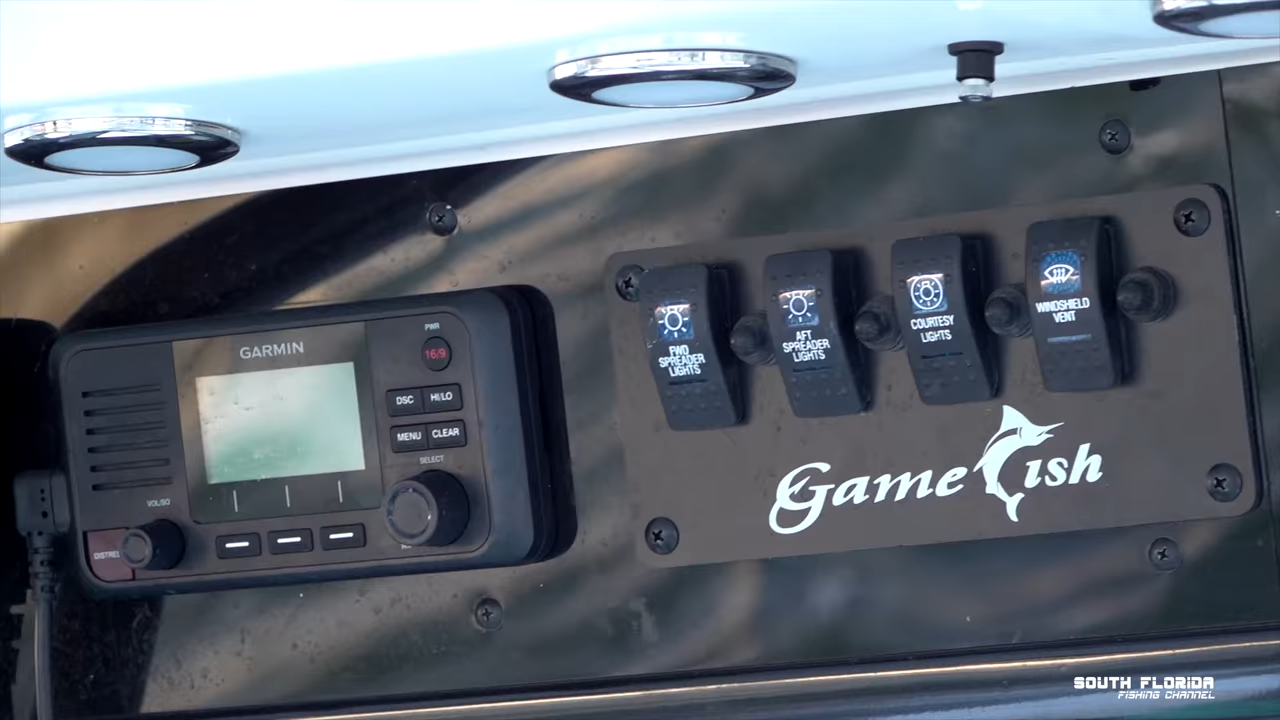 GARMIN
PWR
16/9
DSC HI/LO
MENU CLEAR
SELECT
VOL/SQ
FWD
SPREADER
LIGHTS
AFT
SPREADER
LIGHTS
COURTESY
LIGHTS
WINDSHIELD
VENT
GameFish
SOUTH FLORIDA
FISHING CHANNEL